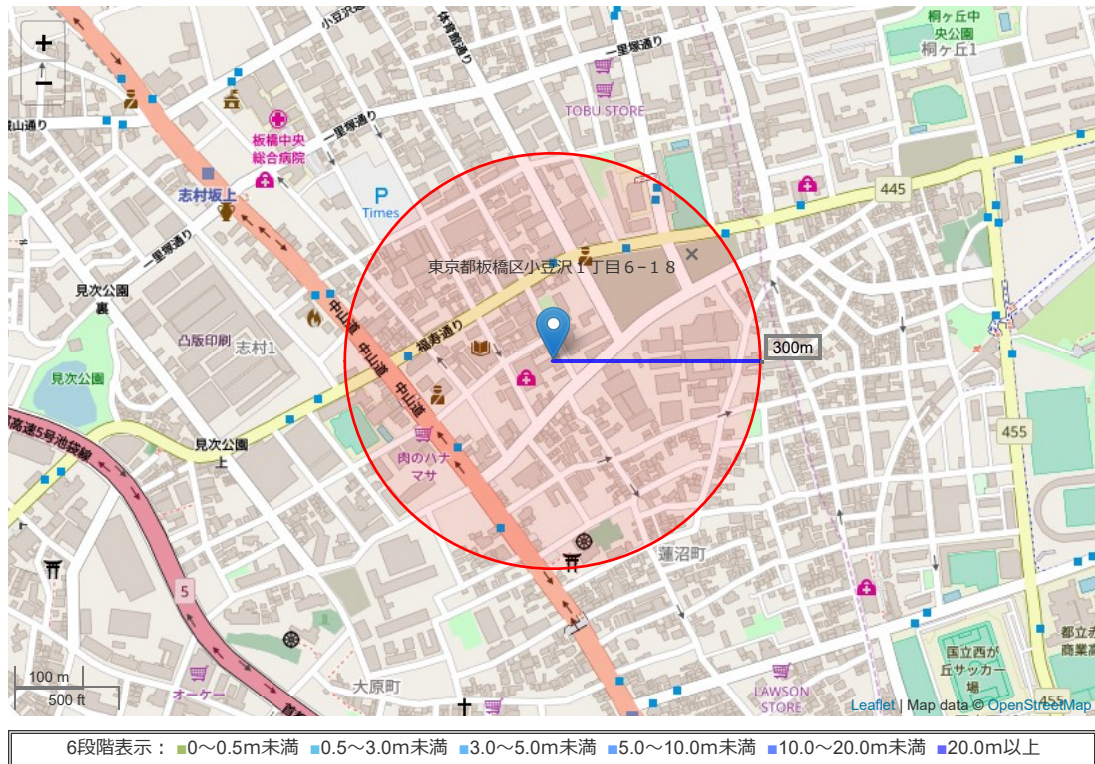 +
−
小豆沢通り
体育館通り
一里塚通り
桐ヶ丘中
央公園
桐ヶ丘1
TOBU STORE
板橋中央
総合病院
一里塚通り
城山通り
志村坂上
P
Times
445
一里塚通り
東京都板橋区小豆沢1丁目6-18
見次公園
裏
中山道
福寿通り
凸版印刷
志村1
中山道
300m
見次公園
中山道
455
見次公園
上
肉のハナ
マサ
蓮沼町
5
100 m
500 ft
オーケー
大原町
LAWSON
STORE
国立西が
丘サッカー
場
455
Leaflet | Map data © OpenStreetMap
6段階表示： 0～0.5m未満 0.5～3.0m未満 3.0～5.0m未満 5.0～10.0m未満 10.0～20.0m未満 20.0m以上